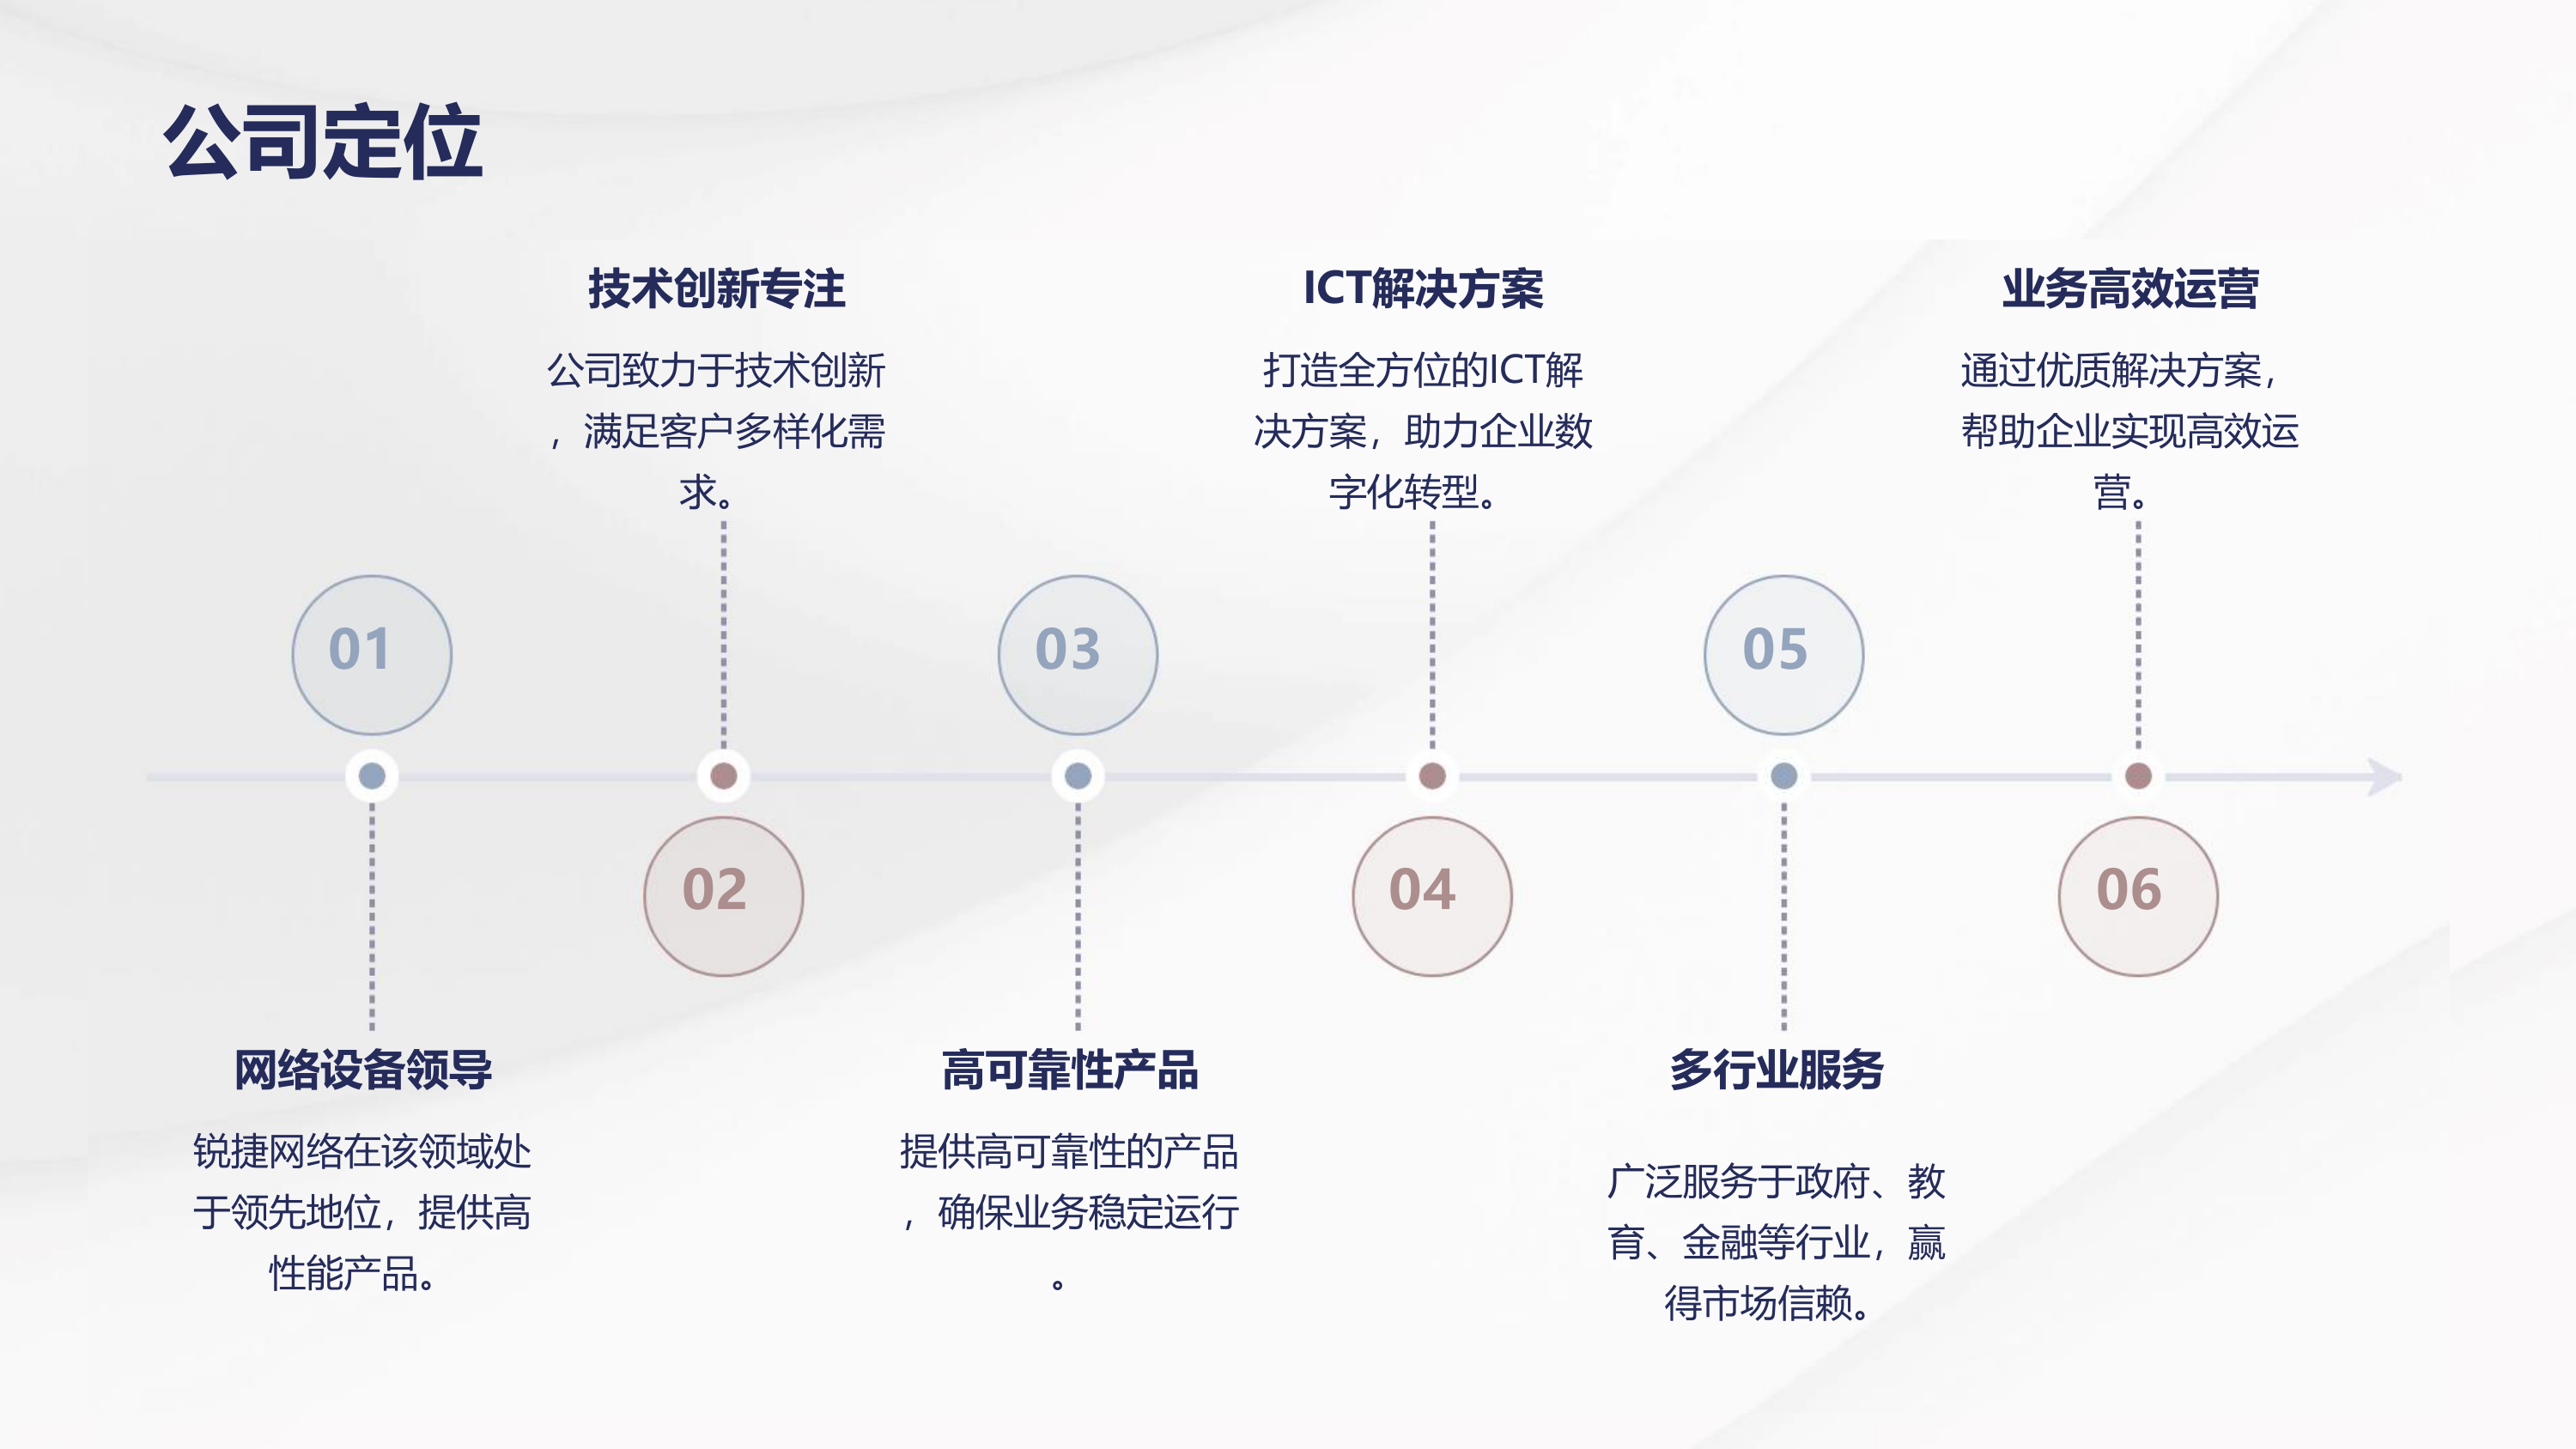 公司定位
01
网络设备领导
锐捷网络在该领域处
于领先地位，提供高
性能产品。
技术创新专注
公司致力于技术创新
，满足客户多样化需
求。
02
03
高可靠性产品
提供高可靠性的产品
，确保业务稳定运行
。
ICT解决方案
打造全方位的ICT解
决方案，助力企业数
字化转型。
04
05
多行业服务
广泛服务于政府、教
育、金融等行业，赢
得市场信赖。
业务高效运营
通过优质解决方案，
帮助企业实现高效运
营。
06